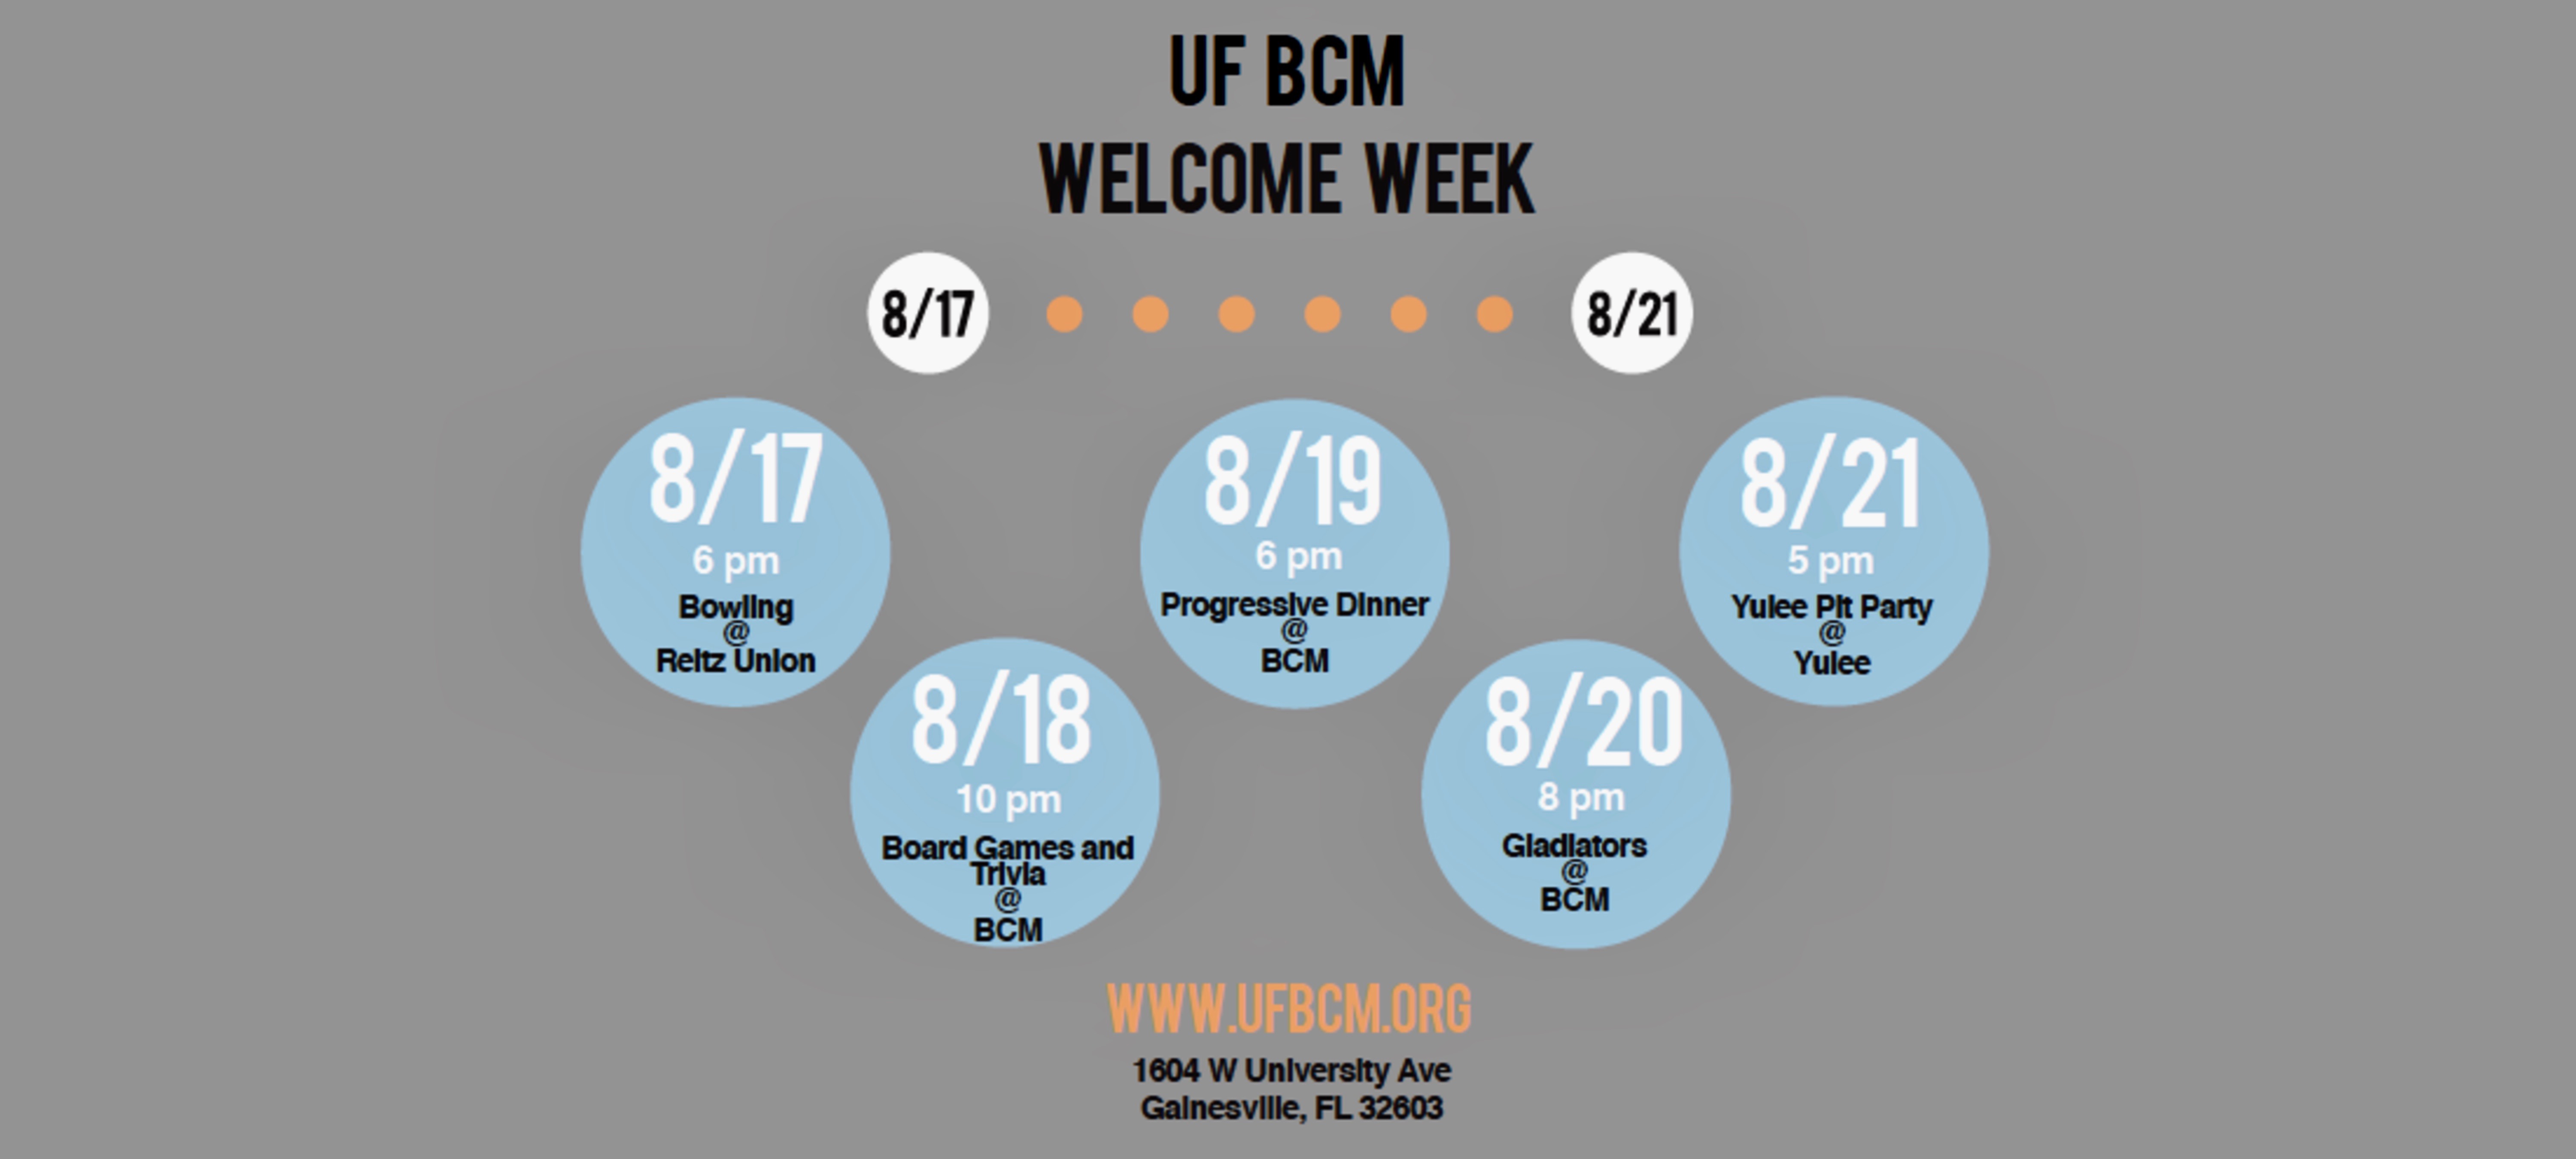 UF BCM
WELCOME WEEK
8/17
8/21
8/17
6 pm
Bowling
@
Reitz Union
8/18
10 pm
Board Games and
Trivia
@
BCM
8/19
6 pm
Progressive Dinner
@
BCM
8/20
8 pm
Gladiators
@
BCM
8/21
5 pm
Yulee Pit Party
@
Yulee
WWW.UFBCM.ORG
1604 W University Ave
Gainesville, FL 32603